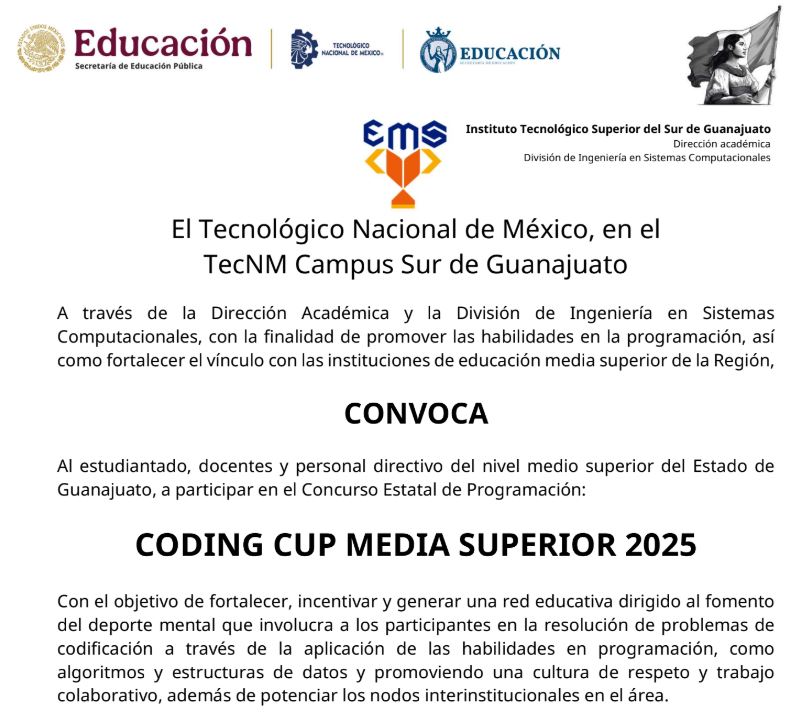 Educación
Secretaría de Educación Pública
TECNOLÓGICO
NACIONAL DE MÉXICO
EDUCACIÓN
EMS
Instituto Tecnológico Superior del Sur de Guanajuato
Dirección académica
División de Ingeniería en Sistemas Computacionales
El Tecnológico Nacional de México, en el
TecNM Campus Sur de Guanajuato
A través de la Dirección Académica y la División de Ingeniería en Sistemas
Computacionales, con la finalidad de promover las habilidades en la programación, así
como fortalecer el vínculo con las instituciones de educación media superior de la Región,
CONVOCA
Al estudiantado, docentes y personal directivo del nivel medio superior del Estado de
Guanajuato, a participar en el Concurso Estatal de Programación:
CODING CUP MEDIA SUPERIOR 2025
Con el objetivo de fortalecer, incentivar y generar una red educativa dirigido al fomento
del deporte mental que involucra a los participantes en la resolución de problemas de
codificación a través de la aplicación de las habilidades en programación, como
algoritmos y estructuras de datos y promoviendo una cultura de respeto y trabajo
colaborativo, además de potenciar los nodos interinstitucionales en el área.